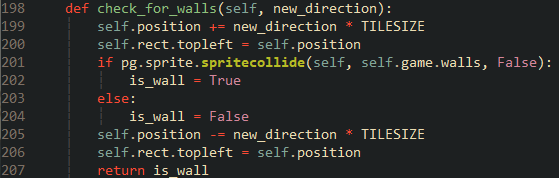 198 def check_for_walls(self, new_direction):
199 self.position += new_direction * TILESIZE
200 self.rect.topleft = self.position
201 if pg.sprite.spritecollide(self, self.game.walls, False):
202 is_wall = True
203 else:
204 is_wall = False
205 self.position -= new_direction * TILESIZE
206 self.rect.topleft = self.position
207 return is_wall